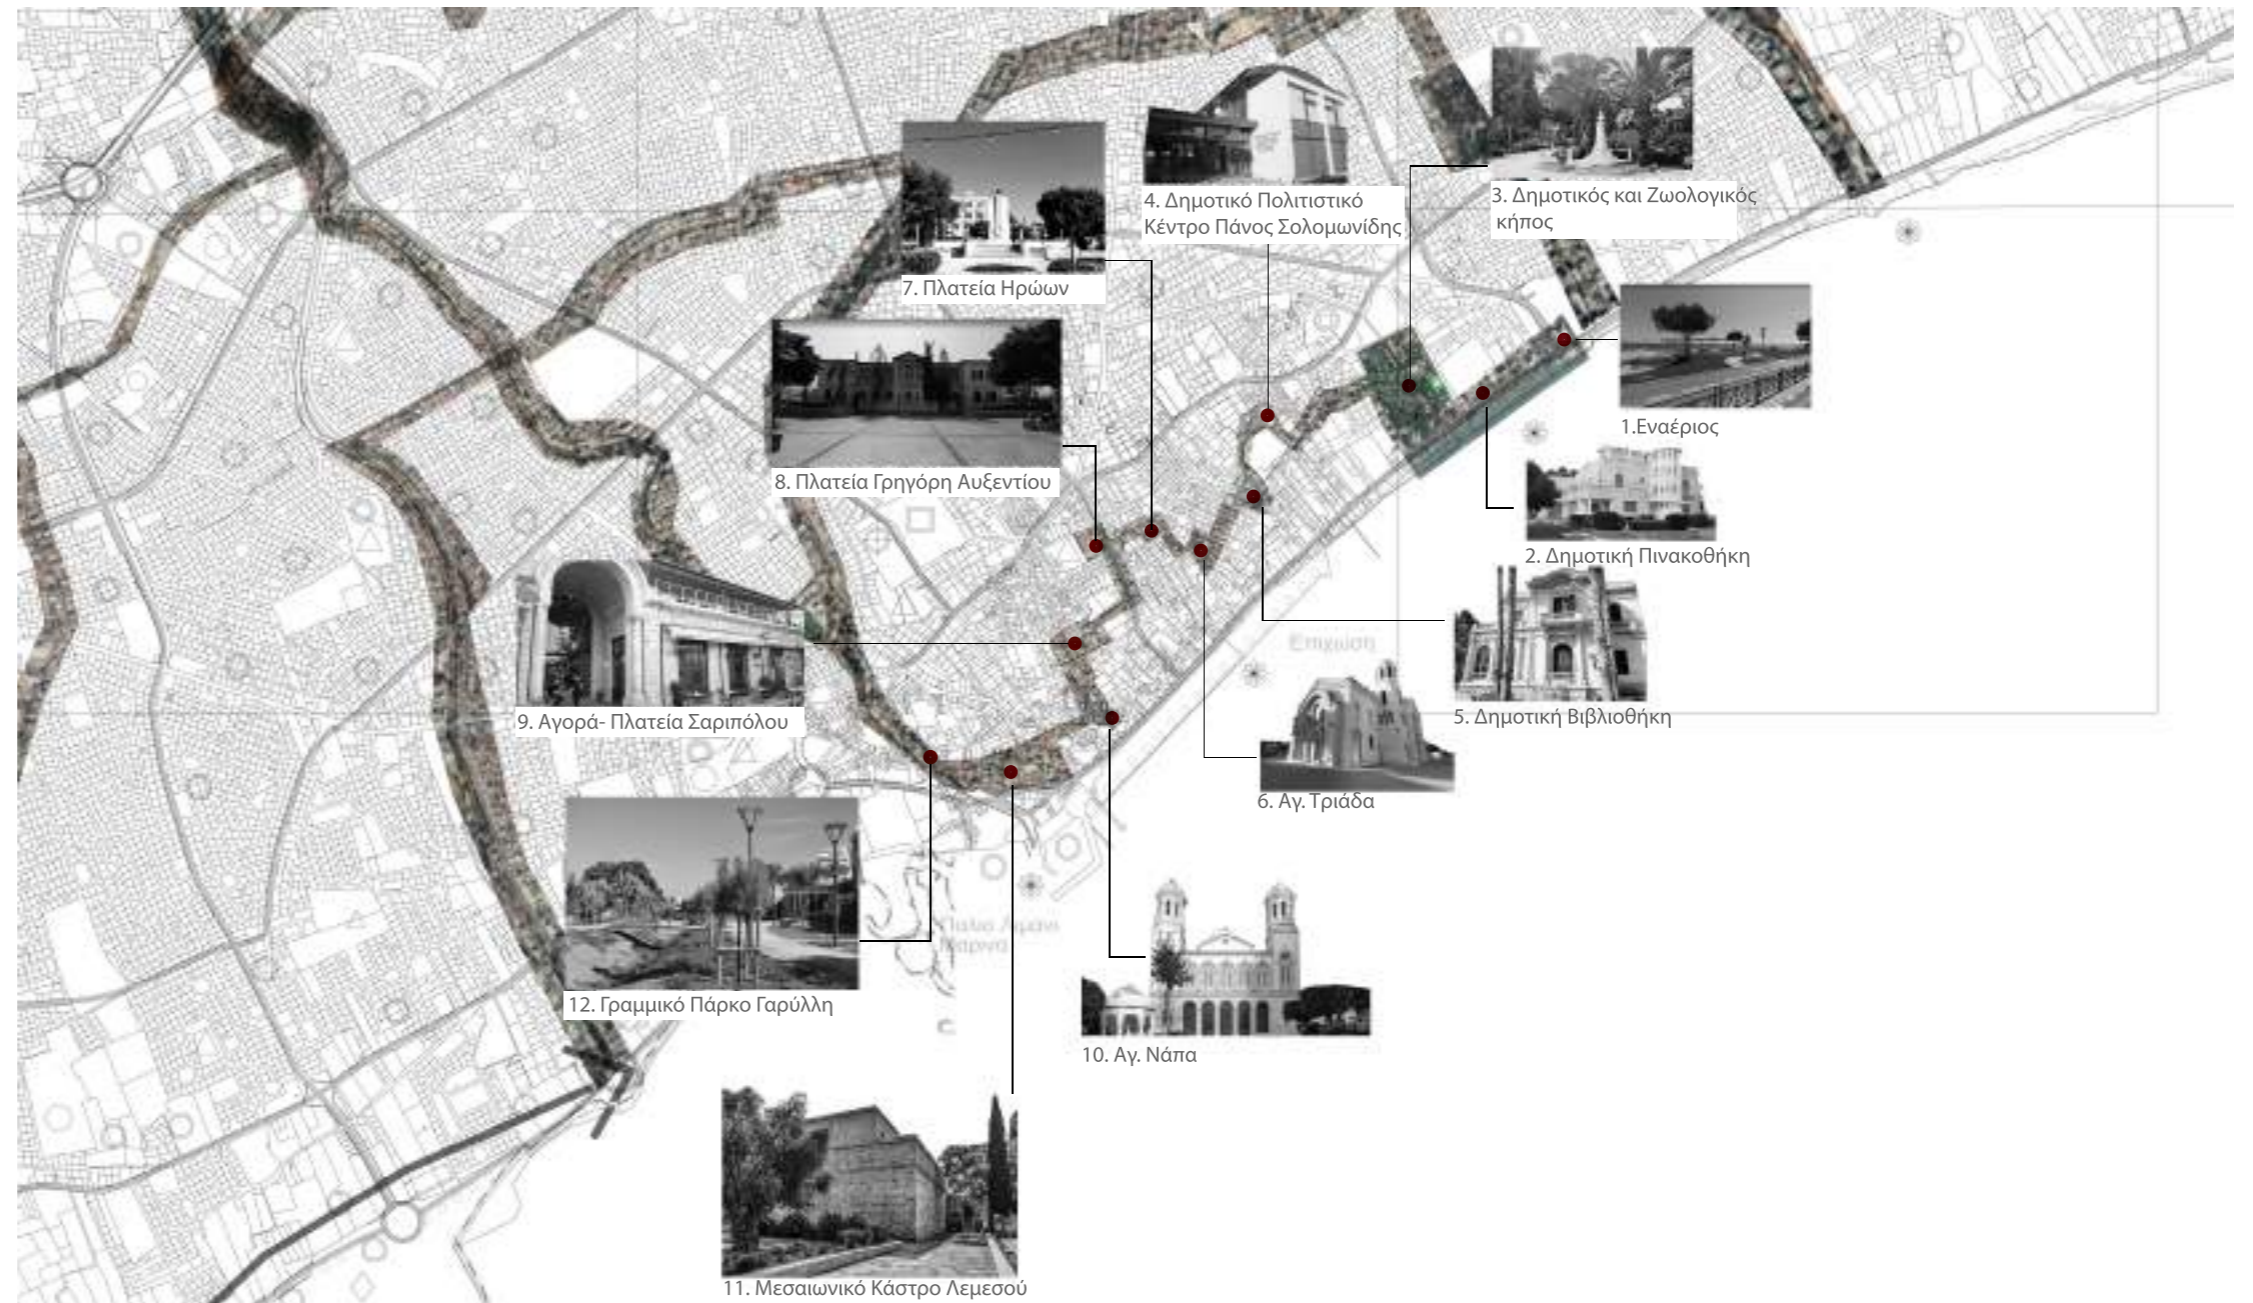 4. Δημοτικό Πολιτιστικό
Κέντρο Πάνος Σολομωνίδης
3. Δημοτικός και Ζωολογικός
κήπος
7. Πλατεία Ηρώων
1.Εναέριος
8. Πλατεία Γρηγόρη Αυξεντίου
2. Δημοτική Πινακοθήκη
Επιχωση
9. Αγορά- Πλατεία Σαριπόλου
5. Δημοτική Βιβλιοθήκη
6. Αγ. Τριάδα
12. Γραμμικό Πάρκο Γαρύλλη
10. Αγ. Νάπα
11. Μεσαιωνικό Κάστρο Λεμεσού